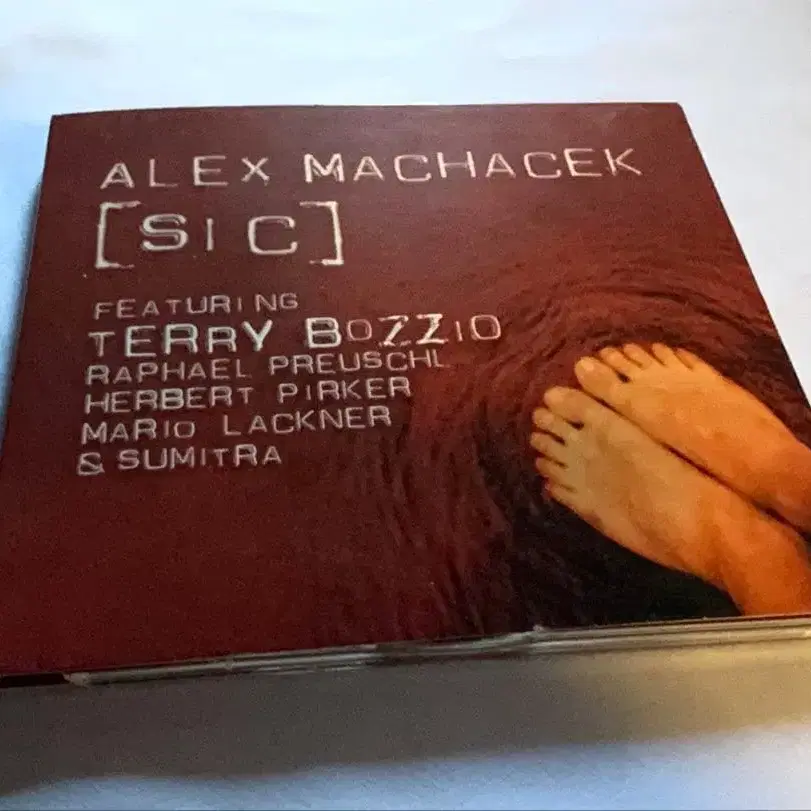 ALEX MACHACEK
[SIC]
FEATURING
TERRY BOZZIO
RAPHAEL PREUSCHL
HERBERT PIRKER
MARIO LACKNER
& SUMITRA